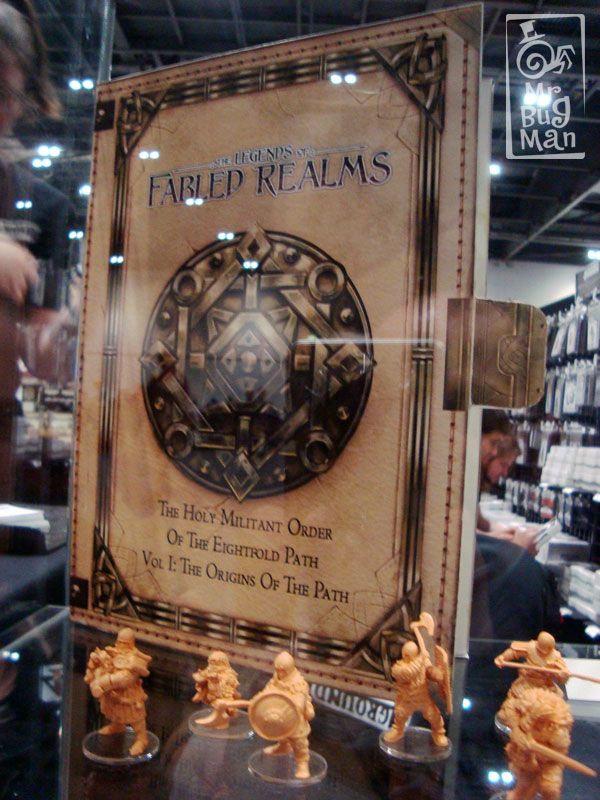 Mr
Bug
Man
THE LEGENDS OF
FABLED REALMS
THE HOLY MILITANT ORDER
OF THE EIGHTFOLD PATH
VOL I: THE ORIGINS OF THE PATH
GROUND